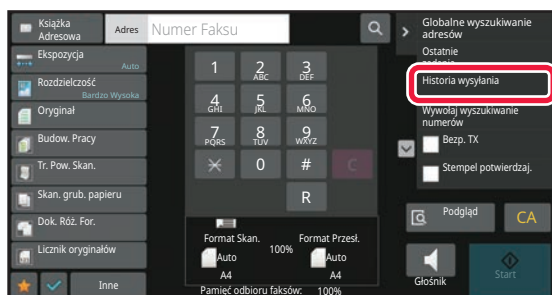 Książka
Adresowa
Adres
Numer Faksu
Ekspozycja
Auto
Rozdzielczość
Bardzo Wysoka
Oryginał
Budow. Pracy
Tr. Pow. Skan.
Skan. grub. papieru
Dok. Róż. For.
Licznik oryginałów
Inne
1
2
ABC
3
DEF
4
GHI
5
JKL
6
MNO
7
PQRS
8
TUV
9
WXYZ
0
#
C
R
Format Skan.
100%
Format Przesł.
Auto
Auto
A4
A4
Pamięć odbioru faksów: 100%
Globalne wyszukiwanie
adresów
Ostatnie
Historia wysyłania
Wywołaj wyszukiwanie
numerów
Bezp. TX
Stempel potwierdzaj.
Podgląd
CA
Głośnik
Start